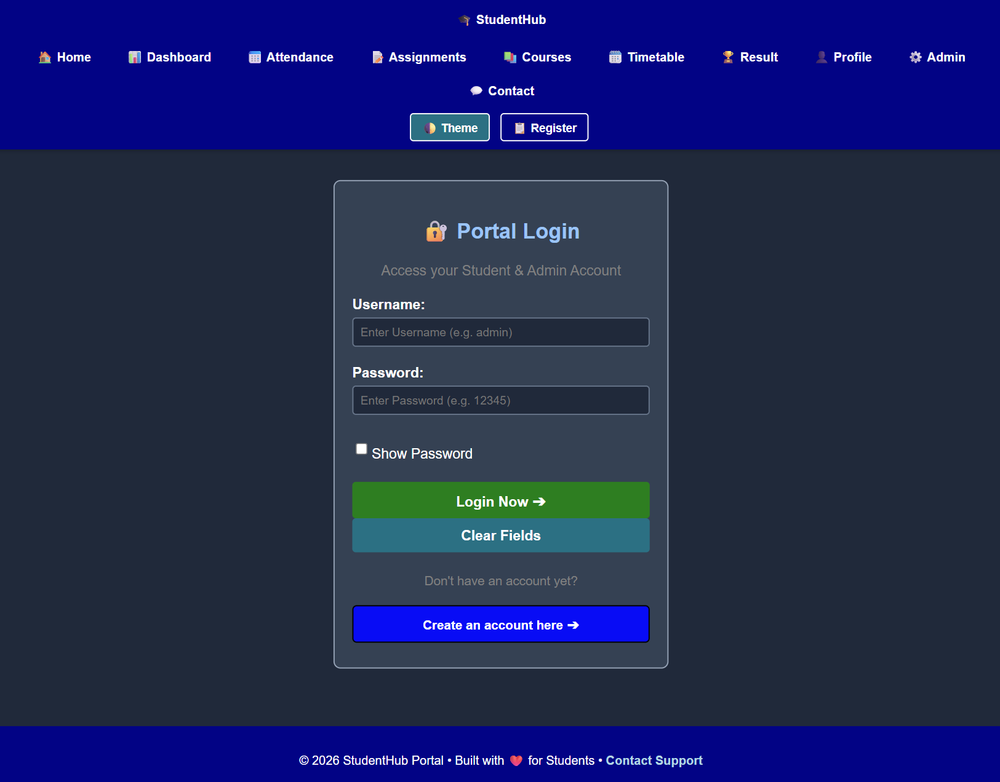 🎓 StudentHub
🏠 Home 📊 Dashboard 📅 Attendance 📝 Assignments 📚 Courses 🗓️ Timetable 🏆 Result 👤 Profile ⚙️ Admin
💬 Contact
🌓 Theme 📋 Register
🔐 Portal Login
Access your Student & Admin Account
Username:
Enter Username (e.g. admin)
Password:
Enter Password (e.g. 12345)
Show Password
Login Now ➔
Clear Fields
Don't have an account yet?
Create an account here ➔
© 2026 StudentHub Portal • Built with ❤️ for Students • Contact Support